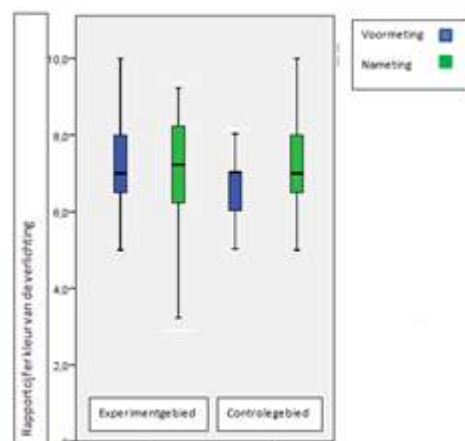 Rapportcijfer kleur van de verlichting
10,0
8,0
6,0
4,0
2,0
Experimentgebied
Controlegebied
Voormeting
Nameting